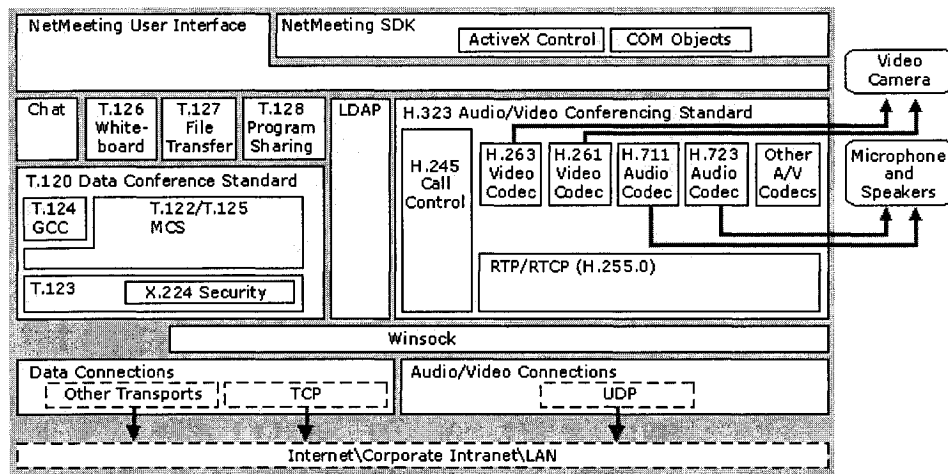 NetMeeting User Interface
NetMeeting SDK
ActiveX Control
COM Objects
Video
Camera
Chat
T.126
White-
board
T.127
File
Transfer
T.128
Program
Sharing
LDAP
H.323 Audio/Video Conferencing Standard
H.245
Call
Control
H.263
Video
Codec
H.261
Video
Codec
H.711
Audio
Codec
H.723
Audio
Codec
Other
A/V
Codecs
Microphone
and
Speakers
T.120 Data Conference Standard
T.124
GCC
T.122/T.125
MCS
T.123
X.224 Security
RTP/RTCP (H.255.0)
Winsock
Data Connections
Other Transports
TCP
Audio/Video Connections
UDP
Internet\Corporate Intranet\LAN